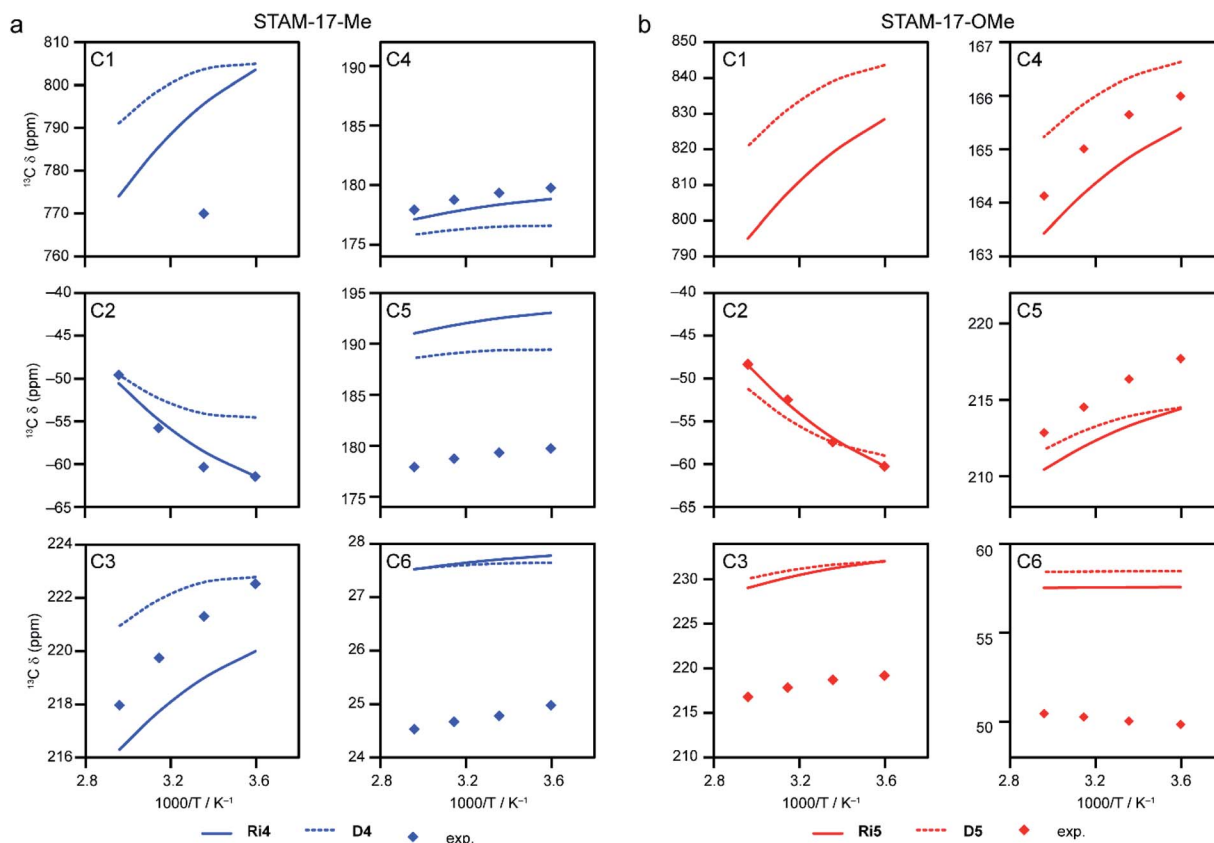 a
STAM-17-Me
C1
¹³C δ (ppm)
810
800
790
780
770
760
C4
190
185
180
175
C2
¹³C δ (ppm)
–40
–45
–50
–55
–60
–65
C5
195
190
185
180
175
C3
¹³C δ (ppm)
224
222
220
218
216
2.8
3.2
3.6
1000/T / K⁻¹
C6
28
27
26
25
24
2.8
3.2
3.6
1000/T / K⁻¹
Ri4
D4
exp.
b
STAM-17-OMe
C1
850
840
830
820
810
800
790
C4
167
166
165
164
163
C2
–40
–45
–50
–55
–60
–65
C5
220
215
210
C3
230
225
220
215
210
2.8
3.2
3.6
1000/T / K⁻¹
C6
60
55
50
2.8
3.2
3.6
1000/T / K⁻¹
Ri5
D5
exp.